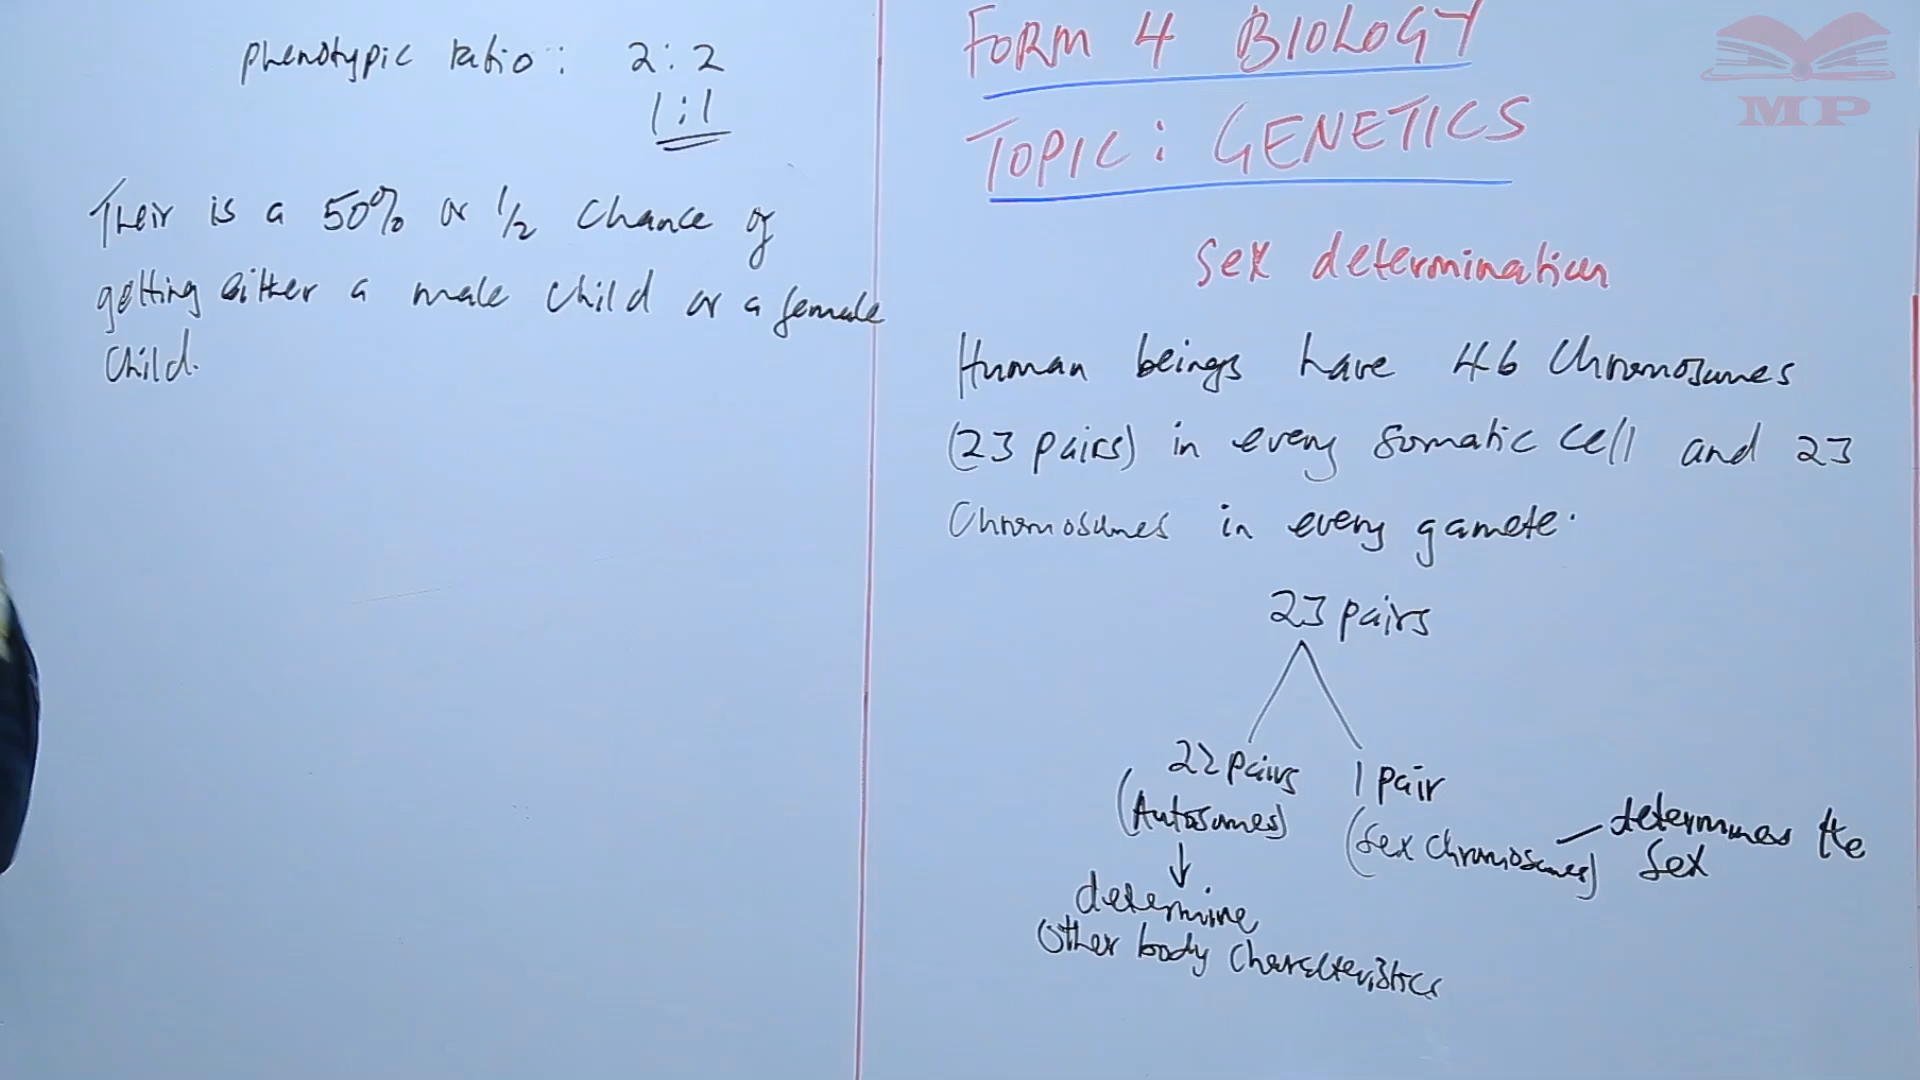 Phenotypic ratio: 2:2
1:1
Their is a 50% or 1/2 chance of
getting either a male child or a female
child.
FORM 4 BIOLOGY
TOPIC: GENETICS
Sex determination
Human beings have 46 Chromosomes
(23 pairs) in every somatic cell and 23
Chromosomes in every gamete.
23 pairs
22 pairs 1 pair
(Autosomes) (Sex Chromosomes) determines the
sex
determine
Other body Characteristics
MP